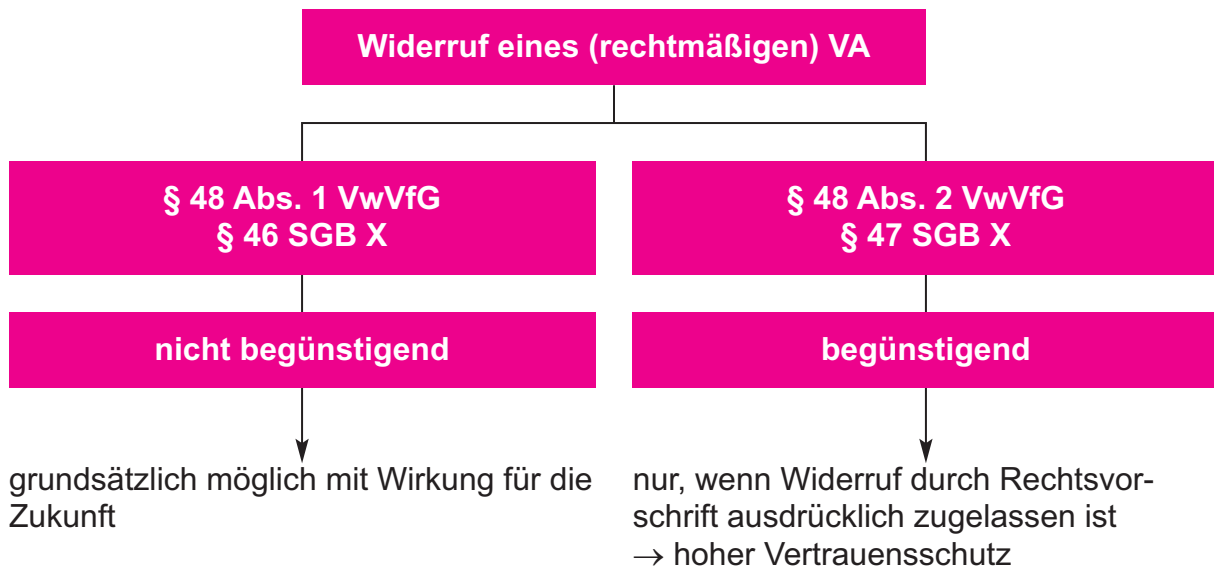 Widerruf eines (rechtmäßigen) VA
§ 48 Abs. 1 VwVfG
§ 46 SGB X
§ 48 Abs. 2 VwVfG
§ 47 SGB X
nicht begünstigend
begünstigend
grundsätzlich möglich mit Wirkung für die
Zukunft
nur, wenn Widerruf durch Rechtsvor-
schrift ausdrücklich zugelassen ist
→ hoher Vertrauensschutz